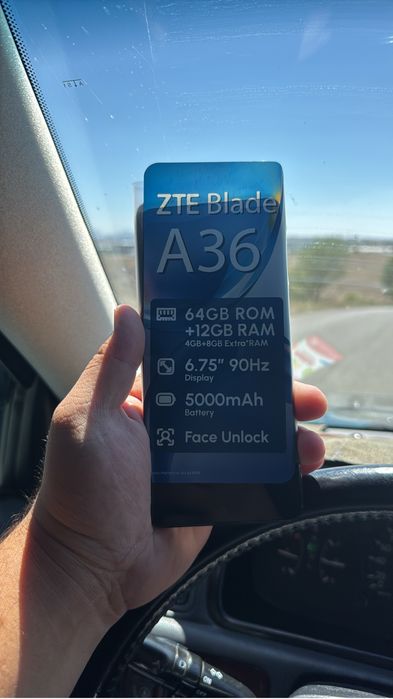 ZTE Blade
A36
64GB ROM
+12GB RAM
4GB+8GB Extra*RAM
6.75" 90Hz
Display
5000mAh
Battery
Face Unlock